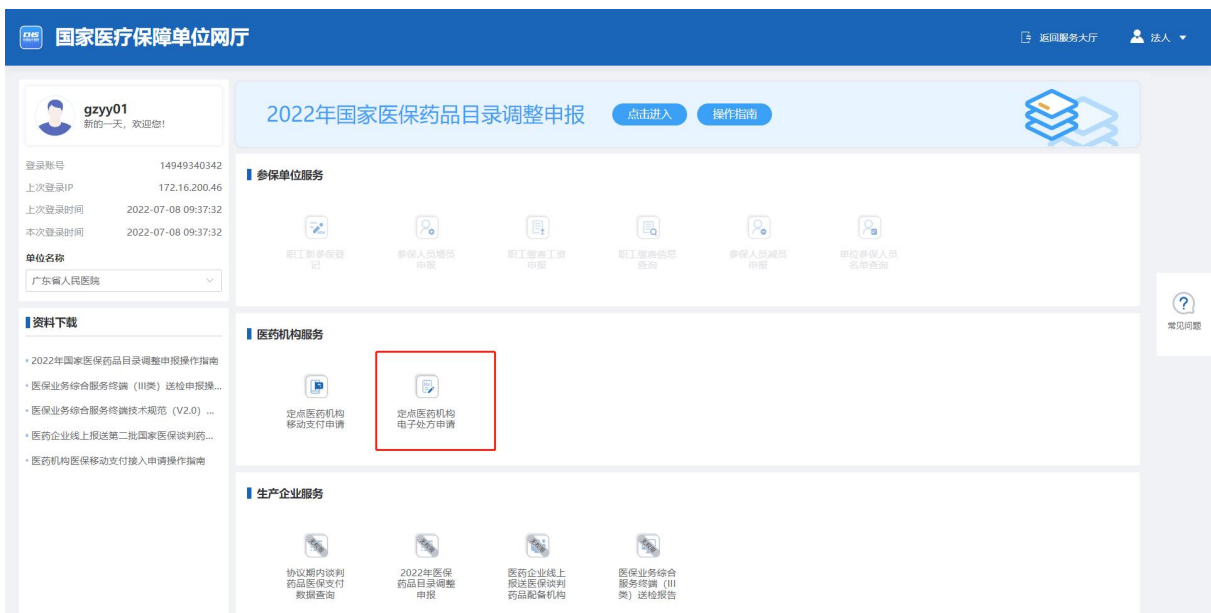 国家医疗保障单位网厅
返回服务大厅
法人
gzyy01
新的一天，欢迎您!
登录账号 14949340342
上次登录IP 172.16.200.46
上次登录时间 2022-07-08 09:37:32
本次登录时间 2022-07-08 09:37:32
单位名称
广东省人民医院
资料下载
2022年国家医保药品目录调整申报操作指南
医保业务综合服务终端（III类）送检申报操...
医保业务综合服务终端技术规范（V2.0）...
医药企业线上报送第二批国家医保谈判药...
医药机构医保移动支付接入申请操作指南
2022年国家医保药品目录调整申报
点击进入
操作指南
参保单位服务
职工新参保登
记
参保人员增员
申报
职工缴费工资
申报
职工缴费信息
查询
参保人员减员
申报
单位参保人员
名单查询
医药机构服务
定点医药机构
移动支付申请
定点医药机构
电子处方申请
生产企业服务
协议期内谈判
药品医保支付
数据查询
2022年医保
药品目录调整
申报
医药企业线上
报送医保谈判
药品配备机构
医保业务综合
服务终端（III
类）送检报告
常见问题